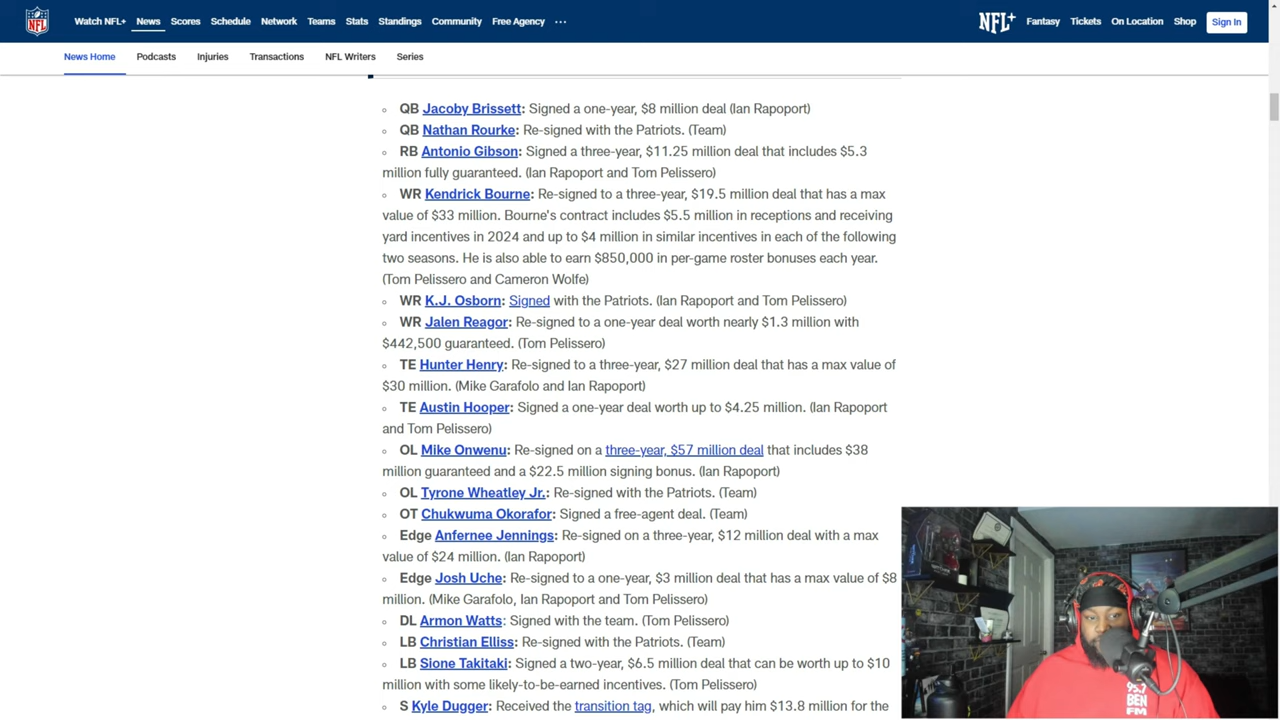 NFL
Watch NFL+ News Scores Schedule Network Teams Stats Standings Community Free Agency ...
NFL+ Fantasy Tickets On Location Shop Sign In
News Home Podcasts Injuries Transactions NFL Writers Series
QB Jacoby Brissett: Signed a one-year, $8 million deal (Ian Rapoport)
QB Nathan Rourke: Re-signed with the Patriots. (Team)
RB Antonio Gibson: Signed a three-year, $11.25 million deal that includes $5.3
million fully guaranteed. (Ian Rapoport and Tom Pelissero)
WR Kendrick Bourne: Re-signed to a three-year, $19.5 million deal that has a max
value of $33 million. Bourne's contract includes $5.5 million in receptions and receiving
yard incentives in 2024 and up to $4 million in similar incentives in each of the following
two seasons. He is also able to earn $850,000 in per-game roster bonuses each year.
(Tom Pelissero and Cameron Wolfe)
WR K.J. Osborn: Signed with the Patriots. (Ian Rapoport and Tom Pelissero)
WR Jalen Reagor: Re-signed to a one-year deal worth nearly $1.3 million with
$442,500 guaranteed. (Tom Pelissero)
TE Hunter Henry: Re-signed to a three-year, $27 million deal that has a max value of
$30 million. (Mike Garafolo and Ian Rapoport)
TE Austin Hooper: Signed a one-year deal worth up to $4.25 million. (Ian Rapoport
and Tom Pelissero)
OL Mike Onwenu: Re-signed on a three-year, $57 million deal that includes $38
million guaranteed and a $22.5 million signing bonus. (Ian Rapoport)
OL Tyrone Wheatley Jr.: Re-signed with the Patriots. (Team)
OT Chukwuma Okorafor: Signed a free-agent deal. (Team)
Edge Anfernee Jennings: Re-signed on a three-year, $12 million deal with a max
value of $24 million. (Ian Rapoport)
Edge Josh Uche: Re-signed to a one-year, $3 million deal that has a max value of $8
million. (Mike Garafolo, Ian Rapoport and Tom Pelissero)
DL Armon Watts: Signed with the team. (Tom Pelissero)
LB Christian Elliss: Re-signed with the Patriots. (Team)
LB Sione Takitaki: Signed a two-year, $6.5 million deal that can be worth up to $10
million with some likely-to-be-earned incentives. (Tom Pelissero)
S Kyle Dugger: Received the transition tag, which will pay him $13.8 million for the
95.7
BEN
FM